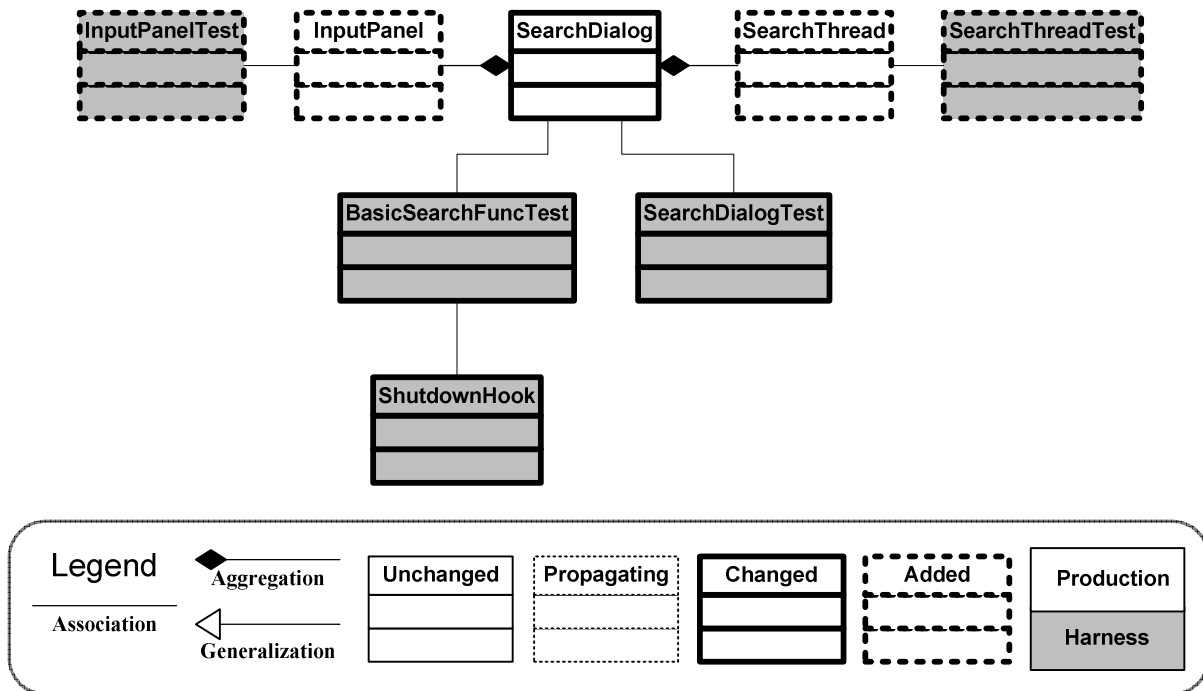 InputPanelTest
InputPanel
SearchDialog
SearchThread
SearchThreadTest
BasicSearchFuncTest
SearchDialogTest
ShutdownHook
Legend
Association
Aggregation
Generalization
Unchanged
Propagating
Changed
Added
Production
Harness